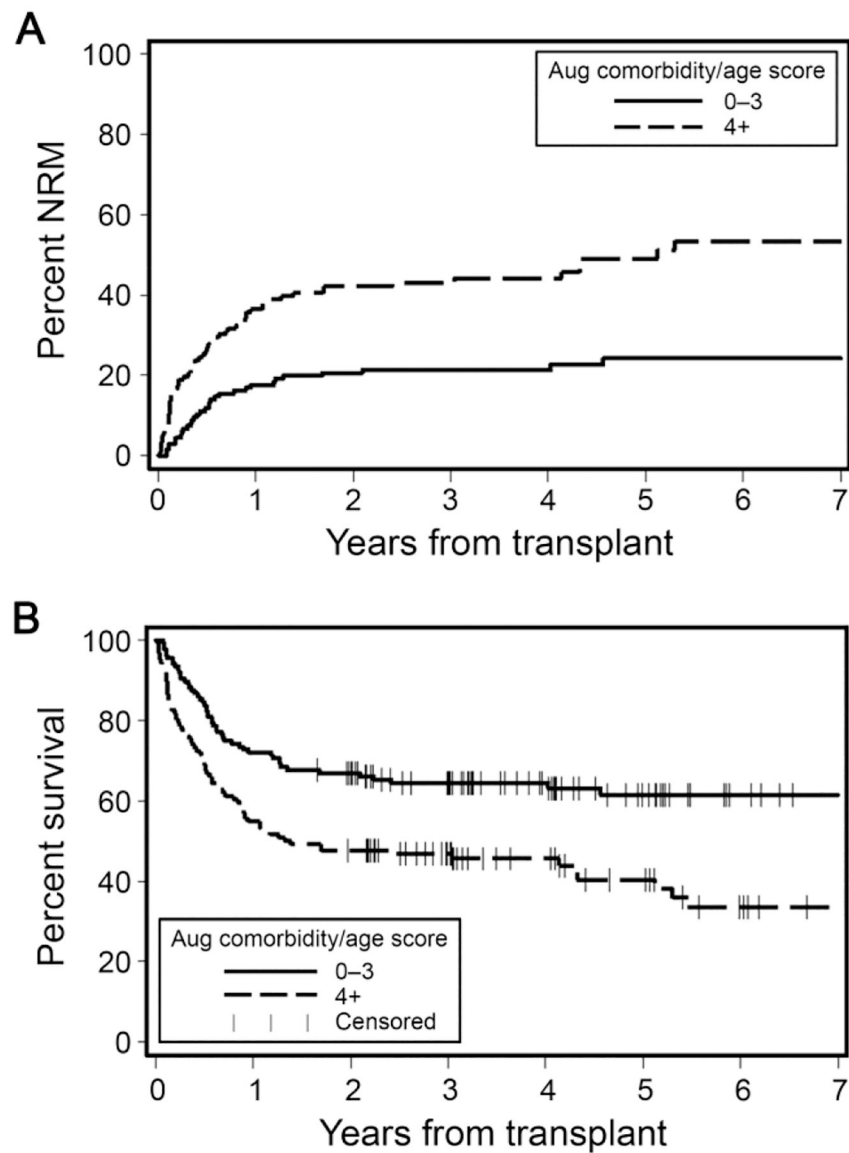 A
100
80
60
40
20
0
Percent NRM
Aug comorbidity/age score
0–3
4+
0 1 2 3 4 5 6 7
Years from transplant
B
100
80
60
40
20
0
Percent survival
Aug comorbidity/age score
0–3
4+
Censored
0 1 2 3 4 5 6 7
Years from transplant